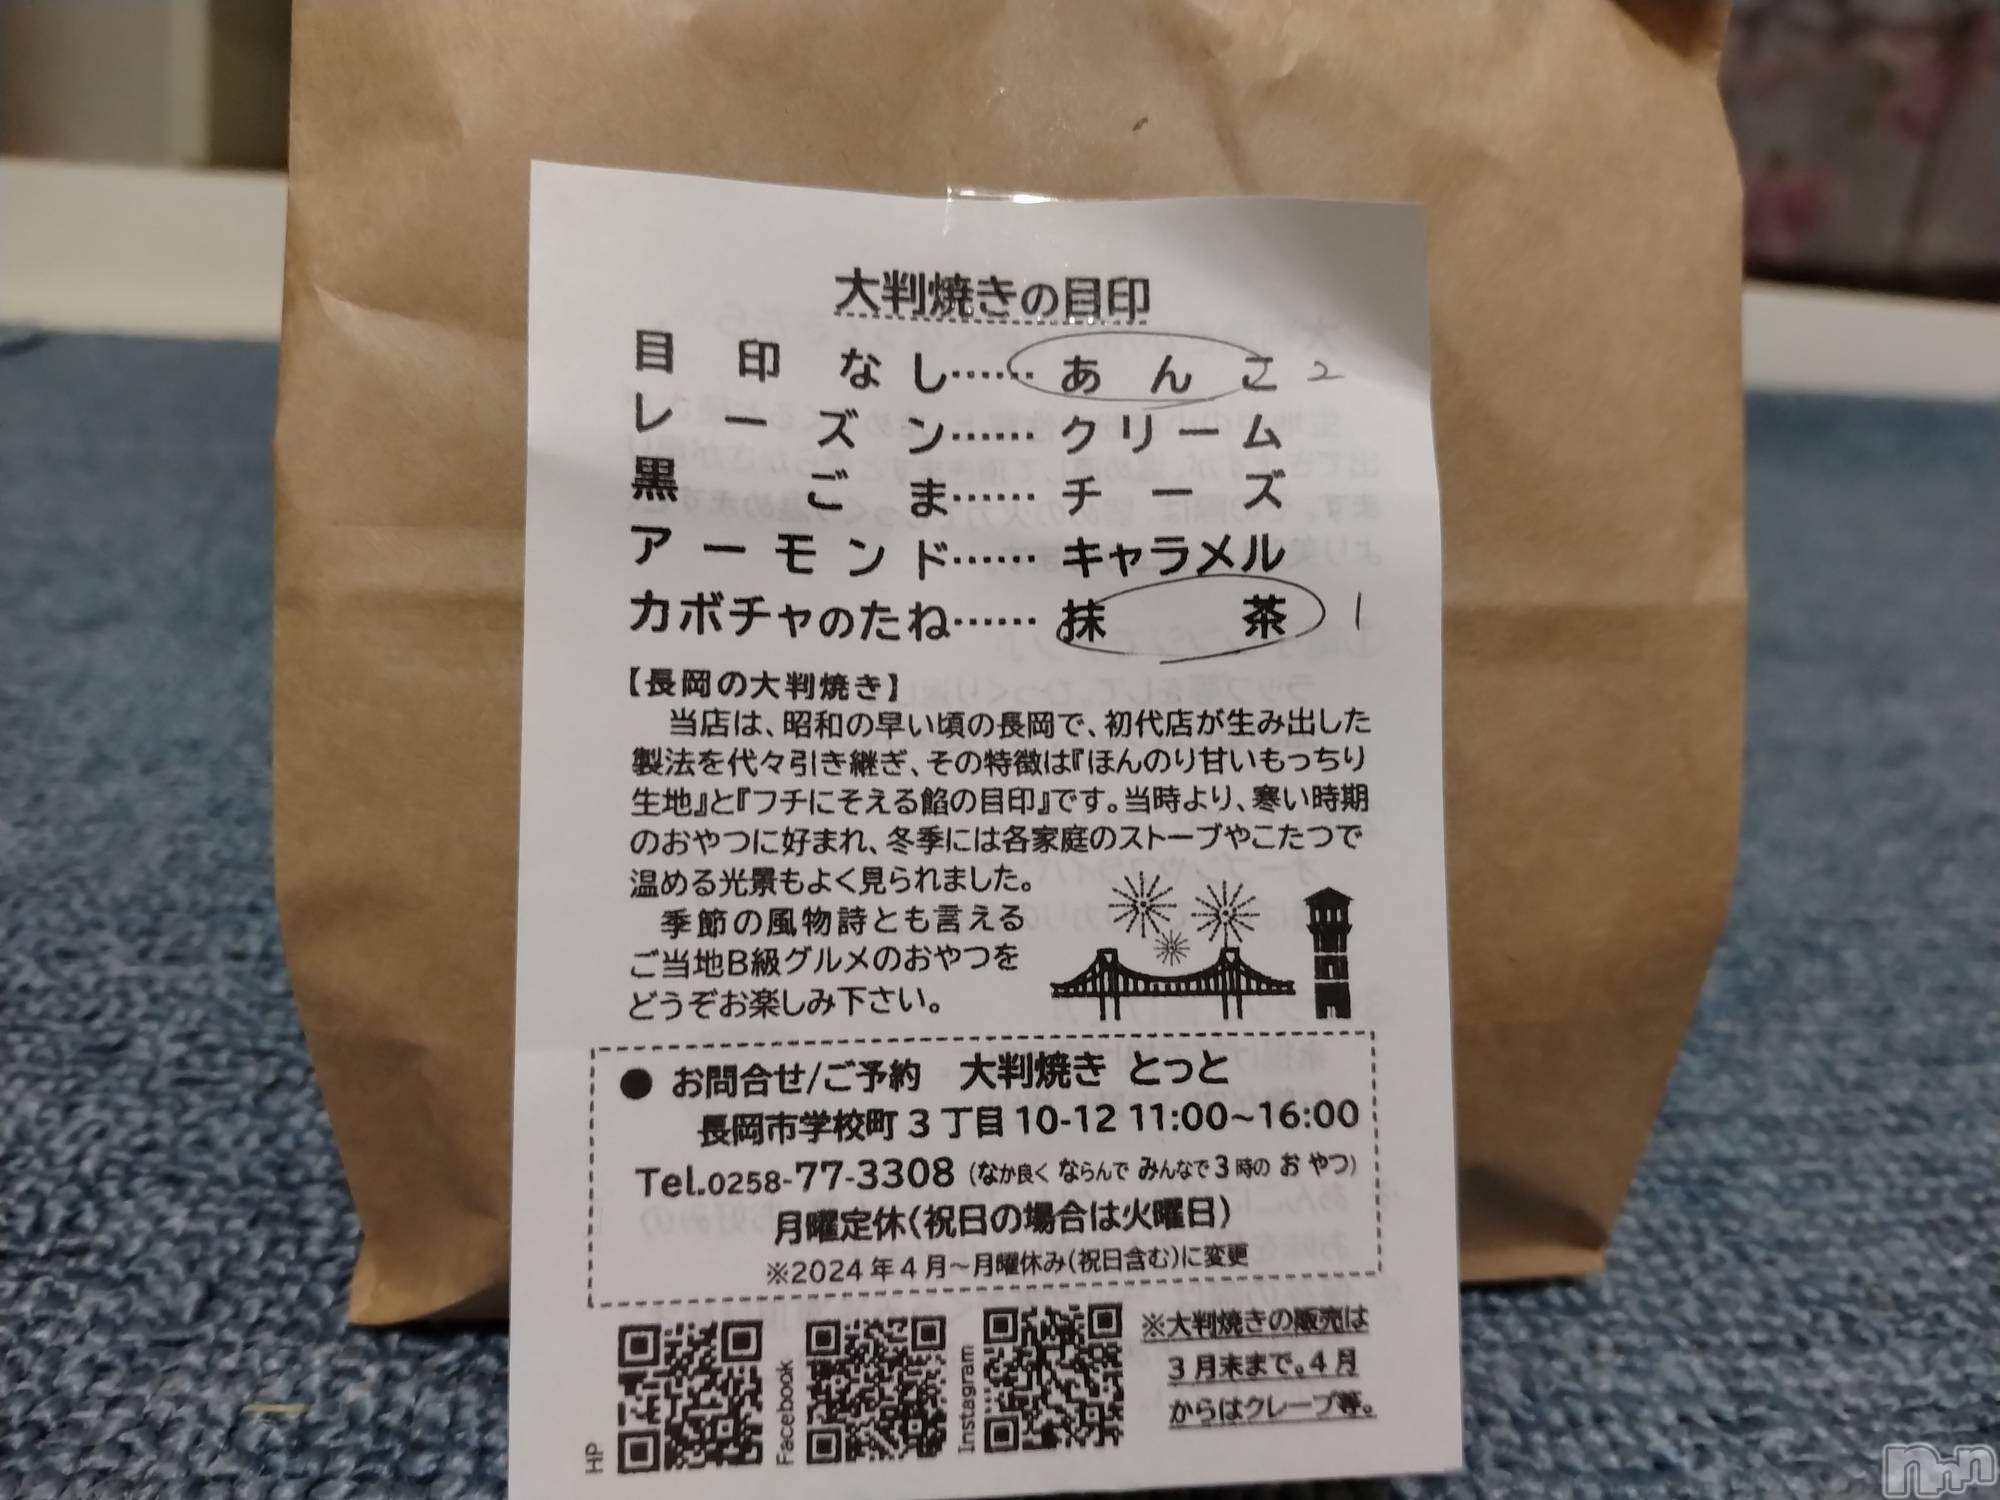 大判焼きの目印
目印なし……あんこ 2
レーズン……クリーム
黒ごま……チーズ
アーモンド……キャラメル
カボチャのたね……抹茶 1
【長岡の大判焼き】
当店は、昭和の早い頃の長岡で、初代店が生み出した
製法を代々引き継ぎ、その特徴は『ほんのり甘いもっちり
生地』と『フチにそえる餡の目印』です。当時より、寒い時期
のおやつに好まれ、冬季には各家庭のストーブやこたつで
温める光景もよく見られました。
季節の風物詩とも言える
ご当地B級グルメのおやつを
どうぞお楽しみ下さい。
● お問合せ/ご予約 大判焼き とっと
長岡市学校町3丁目10-12 11:00~16:00
Tel.0258-77-3308 (なか良く ならんで みんなで3時の お やつ)
月曜定休(祝日の場合は火曜日)
※2024年4月~月曜休み(祝日含む)に変更
HP
Facebook
Instagram
※大判焼きの販売は
3月末まで。4月
からはクレープ等。